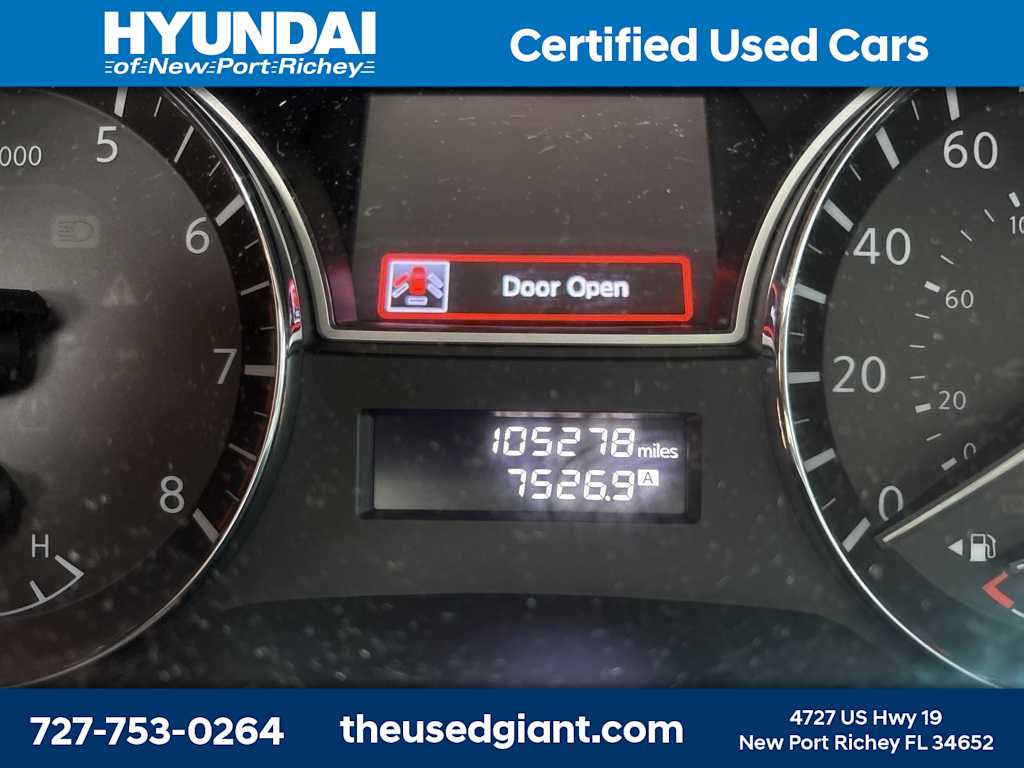 HYUNDAI
of New Port Richey
Certified Used Cars
000
5
6
7
8
H
Door Open
105278 miles
7526.9 A
60
40
20
0
60
20
0
727-753-0264
theusedgiant.com
4727 US Hwy 19
New Port Richey FL 34652